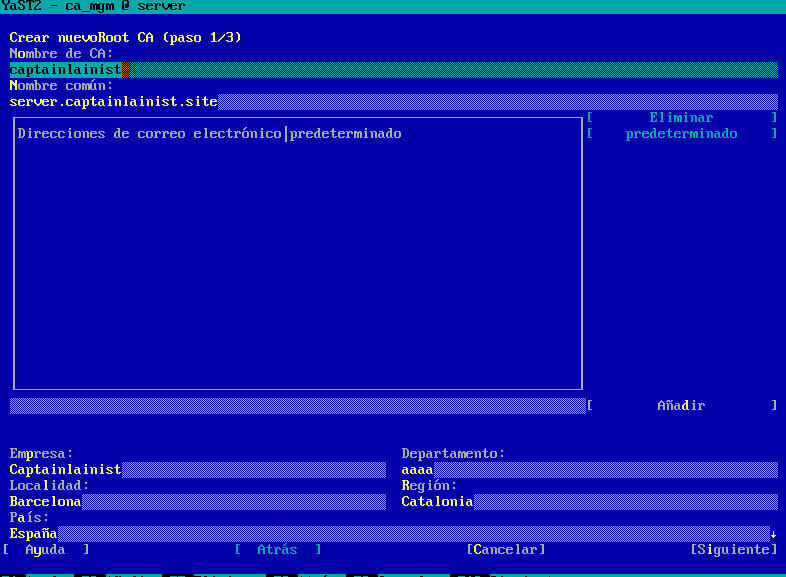 YaST2 - ca_mgm @ server
Crear nuevoRoot CA (paso 1/3)
Nombre de CA:
captainlainist
Nombre común:
server.captainlainist.site
Direcciones de correo electrónico|predeterminado
[ Eliminar ]
[ predeterminado ]
[ Añadir ]
Empresa: Departamento:
Captainlainist aaaa
Localidad: Región:
Barcelona Catalonia
País:
España ↓
[ Ayuda ] [ Atrás ] [Cancelar] [Siguiente]